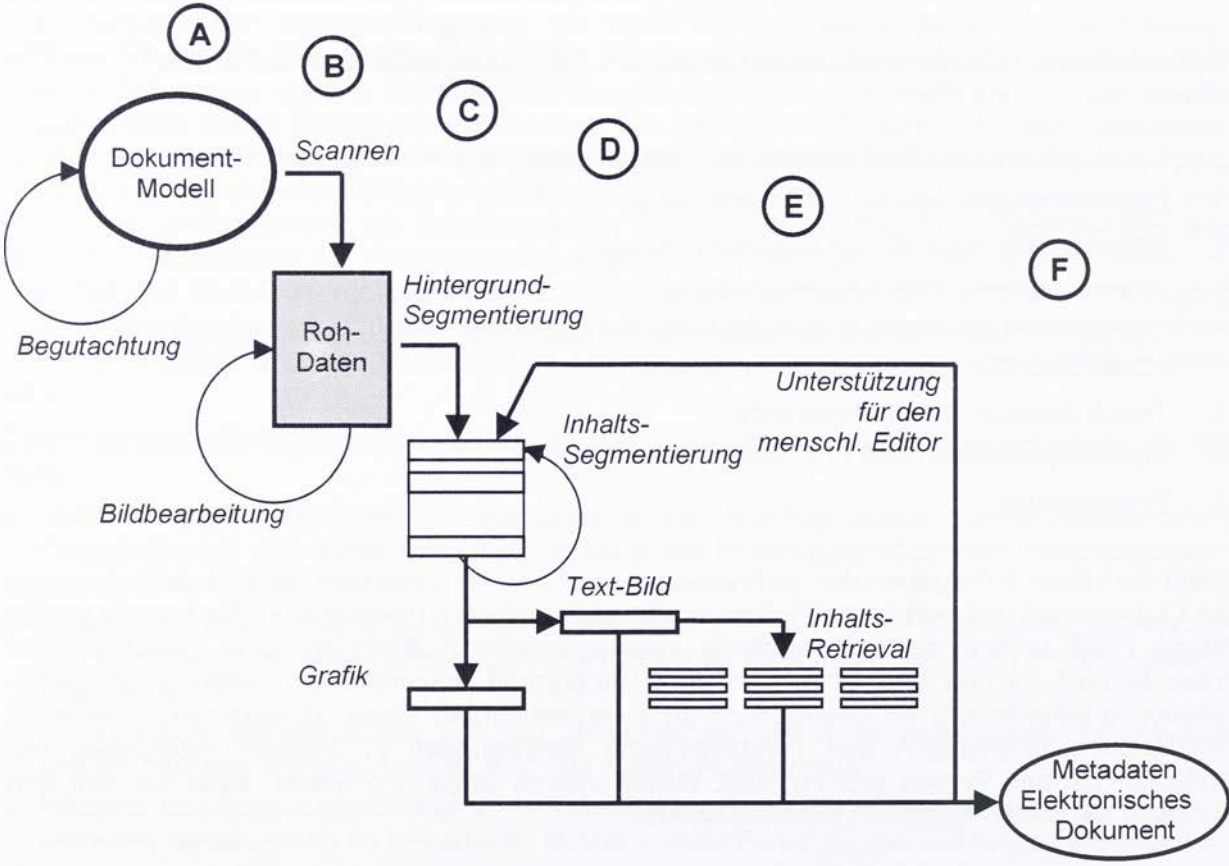 A
B
C
D
E
F
Dokument-
Modell
Scannen
Begutachtung
Roh-
Daten
Hintergrund-
Segmentierung
Bildbearbeitung
Inhalts-
Segmentierung
Unterstützung
für den
menschl. Editor
Text-Bild
Inhalts-
Retrieval
Grafik
Metadaten
Elektronisches
Dokument